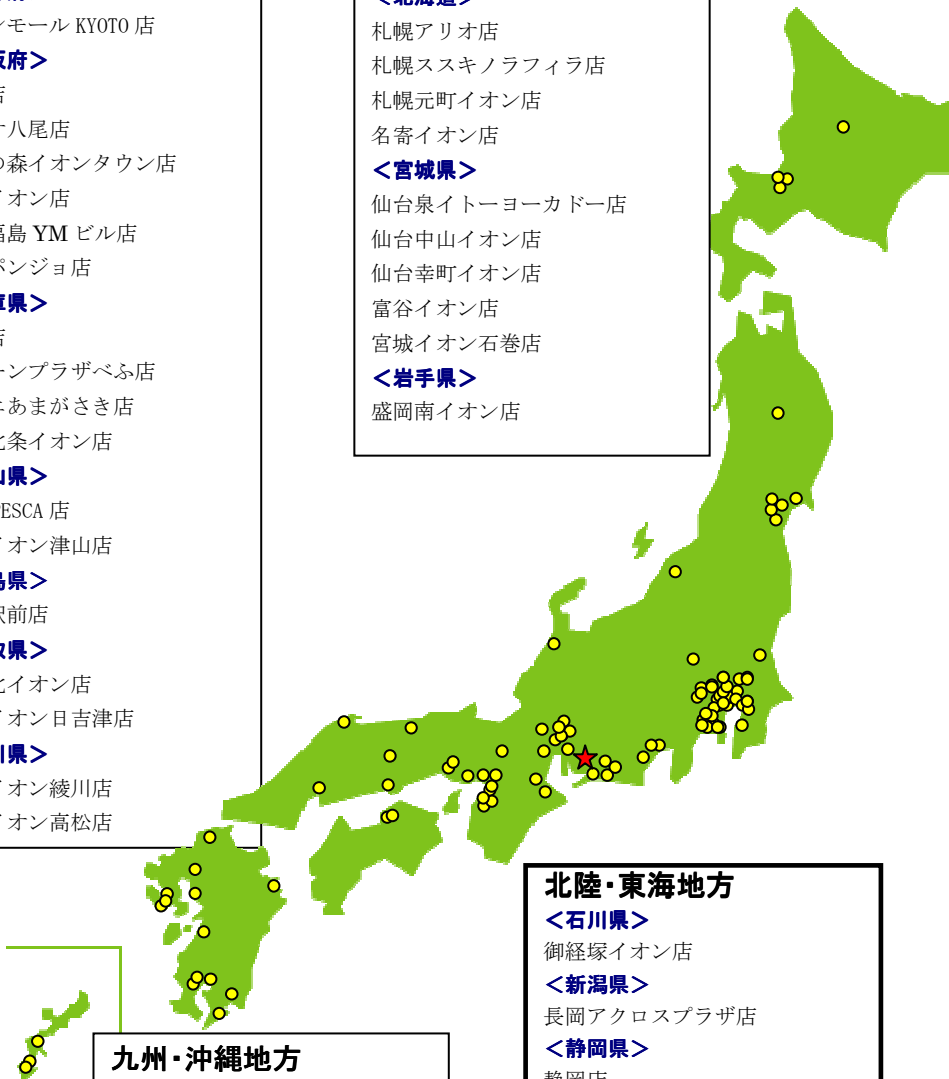 ンモール KYOTO 店
阪府＞
店
八尾店
の森イオンタウン店
イオン店
福島 YM ビル店
パンジョ店
庫県＞
店
ーンプラザべふ店
あまがさき店
北条イオン店
山県＞
ESCA 店
イオン津山店
島県＞
駅前店
取県＞
北イオン店
イオン日吉津店
川県＞
イオン綾川店
イオン高松店
＜北海道＞
札幌アリオ店
札幌ススキノラフィラ店
札幌元町イオン店
名寄イオン店
＜宮城県＞
仙台泉イトーヨーカドー店
仙台中山イオン店
仙台幸町イオン店
富谷イオン店
宮城イオン石巻店
＜岩手県＞
盛岡南イオン店
北陸・東海地方
＜石川県＞
御経塚イオン店
＜新潟県＞
長岡アクロスプラザ店
＜静岡県＞
静岡店
九州・沖縄地方